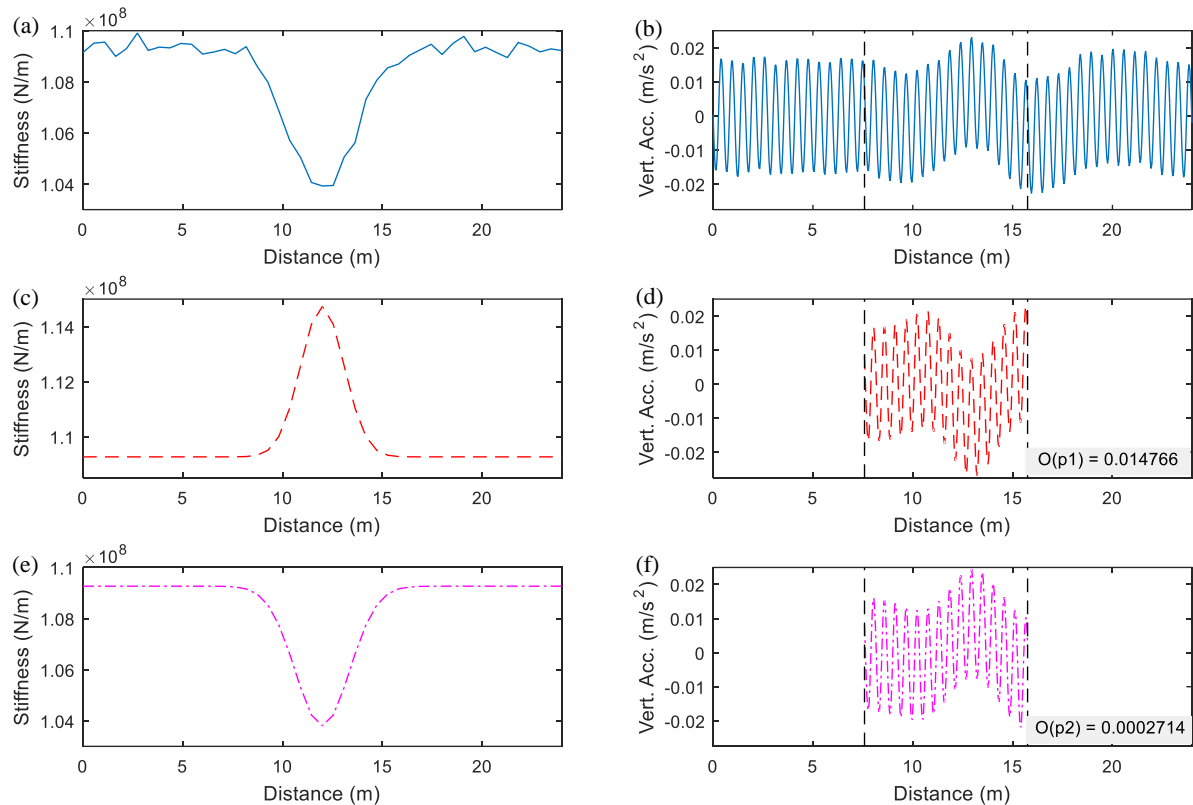 (a)
× 10^8
1.1
1.08
1.06
1.04
Stiffness (N/m)
0 5 10 15 20
Distance (m)
(b)
0.02
0.01
0
-0.01
-0.02
Vert. Acc. (m/s^2)
0 5 10 15 20
Distance (m)
(c)
× 10^8
1.14
1.12
1.1
Stiffness (N/m)
0 5 10 15 20
Distance (m)
(d)
0.02
0.01
0
-0.01
-0.02
Vert. Acc. (m/s^2)
O(p1) = 0.014766
0 5 10 15 20
Distance (m)
(e)
× 10^8
1.1
1.08
1.06
1.04
Stiffness (N/m)
0 5 10 15 20
Distance (m)
(f)
0.02
0.01
0
-0.01
-0.02
Vert. Acc. (m/s^2)
O(p2) = 0.0002714
0 5 10 15 20
Distance (m)